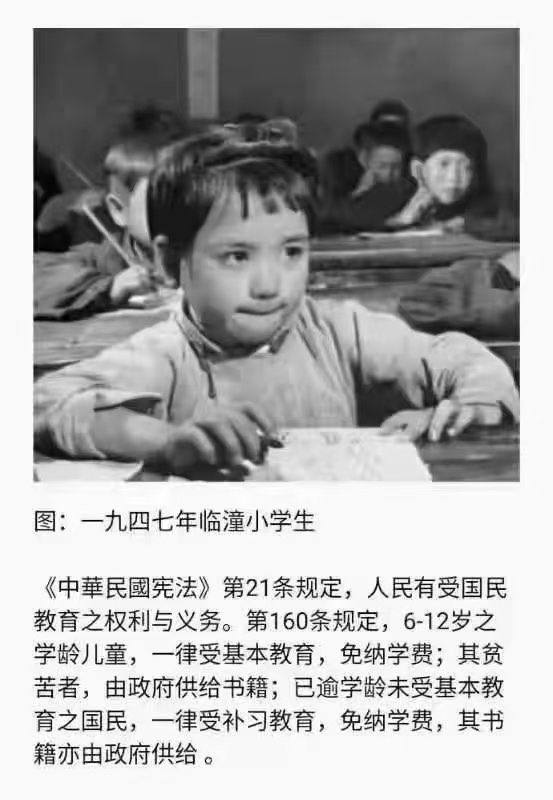 图：一九四七年临潼小学生
《中華民國宪法》第21条规定，人民有受国民
教育之权利与义务。第160条规定，6-12岁之
学龄儿童，一律受基本教育，免纳学费；其贫
苦者，由政府供给书籍；已逾学龄未受基本教
育之国民，一律受补习教育，免纳学费，其书
籍亦由政府供给 。